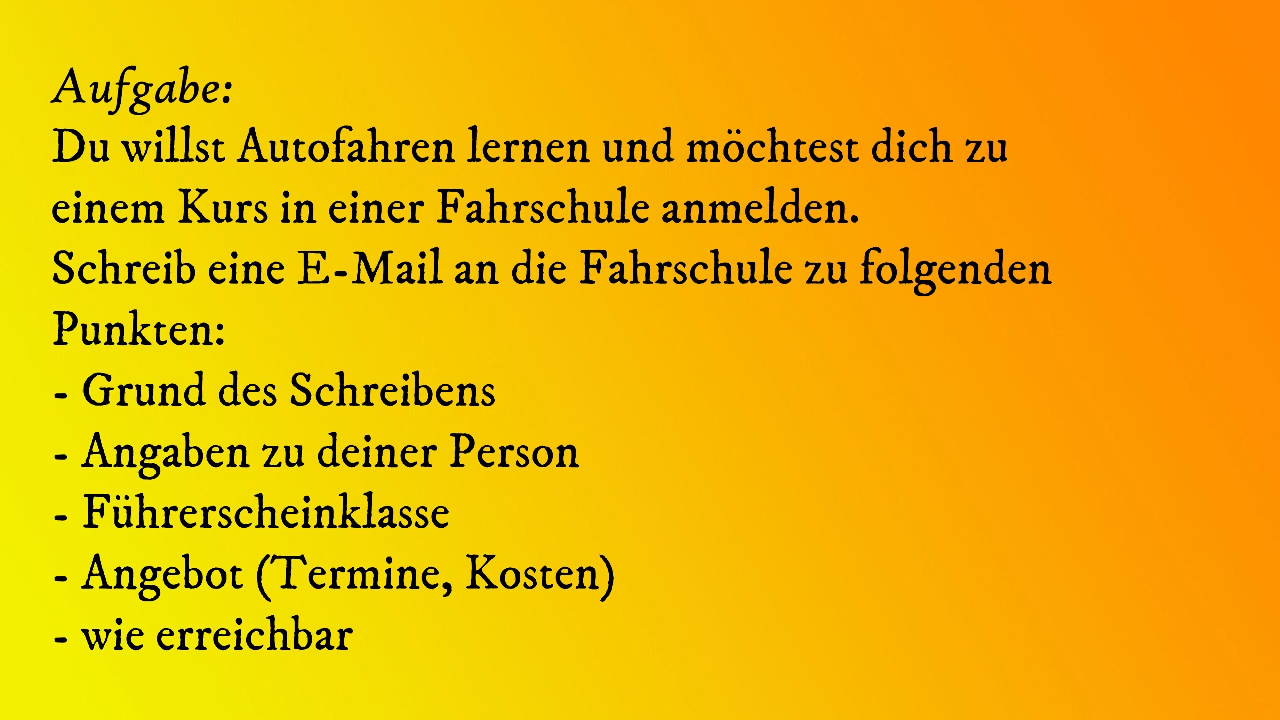 Aufgabe:
Du willst Autofahren lernen und möchtest dich zu
einem Kurs in einer Fahrschule anmelden.
Schreib eine E-Mail an die Fahrschule zu folgenden
Punkten:
- Grund des Schreibens
- Angaben zu deiner Person
- Führerscheinklasse
- Angebot (Termine, Kosten)
- wie erreichbar